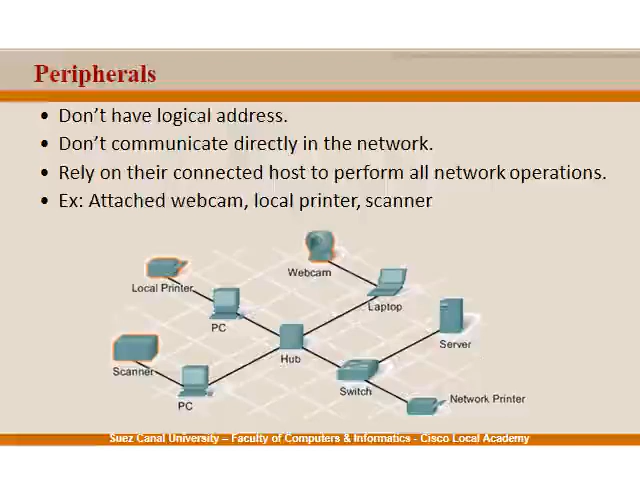 Peripherals
• Don't have logical address.
• Don't communicate directly in the network.
• Rely on their connected host to perform all network operations.
• Ex: Attached webcam, local printer, scanner
Webcam
Local Printer
Laptop
PC
Server
Hub
Scanner
Switch
Network Printer
PC
Suez Canal University – Faculty of Computers & Informatics - Cisco Local Academy